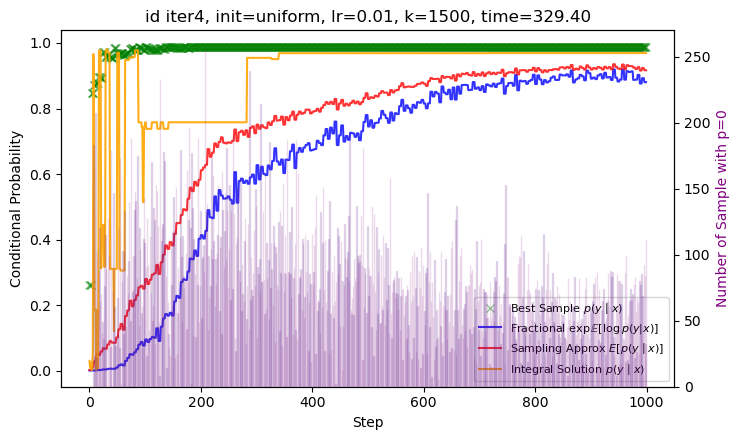 id iter4, init=uniform, lr=0.01, k=1500, time=329.40
1.0
0.8
0.6
0.4
0.2
0.0
Conditional Probability
250
200
150
100
50
0
Number of Sample with p=0
Best Sample p(y | x)
Fractional exp 𝔼[log p(y|x)]
Sampling Approx 𝔼[p(y | x)]
Integral Solution p(y | x)
0
200
400
600
800
1000
Step